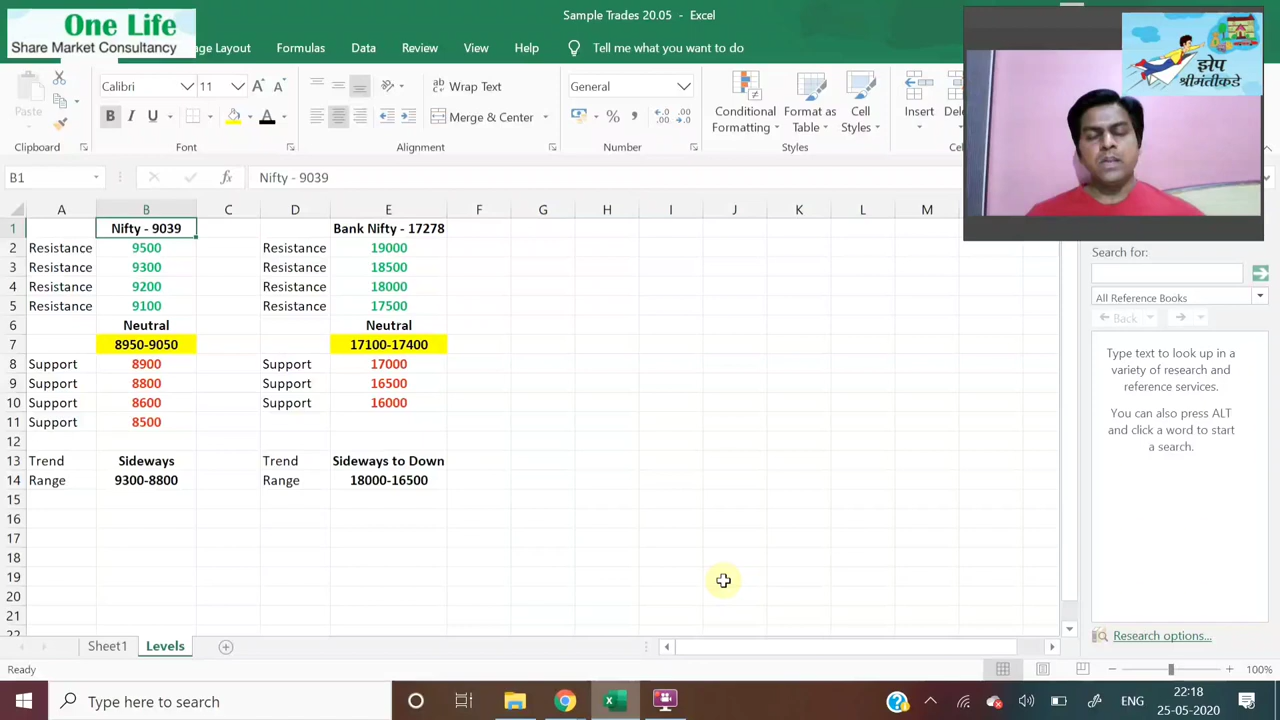 One Life
Share Market Consultancy
Sample Trades 20.05 - Excel
ge Layout
Formulas
Data
Review
View
Help
Tell me what you want to do
झेप
श्रीमंतीकडे
Paste
Clipboard
Calibri
11
B I U
A
Font
Wrap Text
Merge & Center
Alignment
General
%
Number
Conditional Formatting
Format as Table
Cell Styles
Styles
Insert
Del
Ce
B1
fx
Nifty - 9039
A B C D E F G H I J K L M
1 Nifty - 9039 Bank Nifty - 17278
2 Resistance 9500 Resistance 19000
3 Resistance 9300 Resistance 18500
4 Resistance 9200 Resistance 18000
5 Resistance 9100 Resistance 17500
6 Neutral Neutral
7 8950-9050 17100-17400
8 Support 8900 Support 17000
9 Support 8800 Support 16500
10 Support 8600 Support 16000
11 Support 8500
12
13 Trend Sideways Trend Sideways to Down
14 Range 9300-8800 Range 18000-16500
15
16
17
18
19
20
21
22
Search for:
All Reference Books
Back
Type text to look up in a
variety of research and
reference services.
You can also press ALT
and click a word to start
a search.
Research options...
Sheet1
Levels
Ready
100%
Type here to search
ENG
22:18
25-05-2020